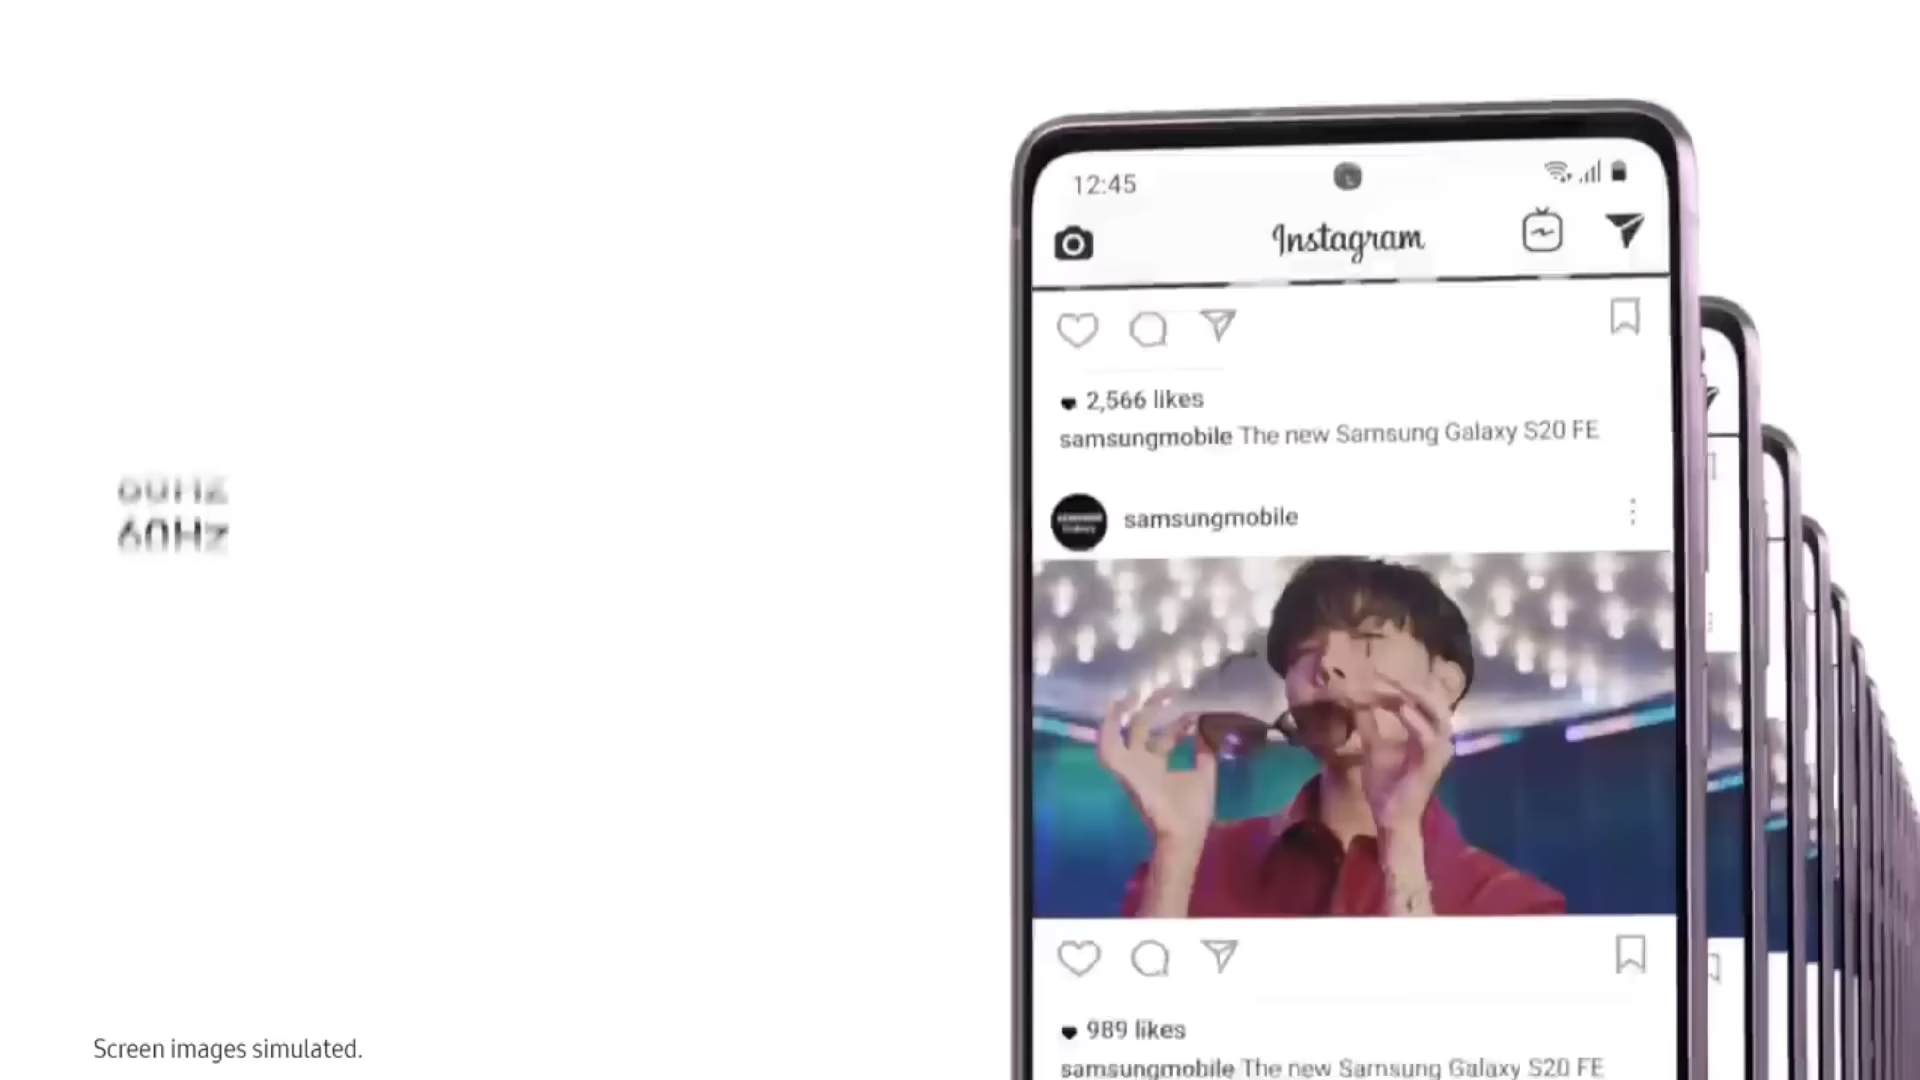 12:45
Instagram
2,566 likes
samsungmobile The new Samsung Galaxy S20 FE
samsungmobile
60Hz
60Hz
989 likes
samsungmobile The new Samsung Galaxy S20 FE
Screen images simulated.